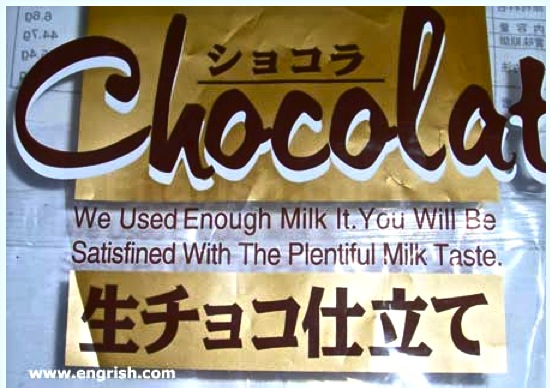 ショコラ
Chocolat
We Used Enough Milk It.You Will Be
Satisfined With The Plentiful Milk Taste.
生チョコ仕立て
www.engrish.com